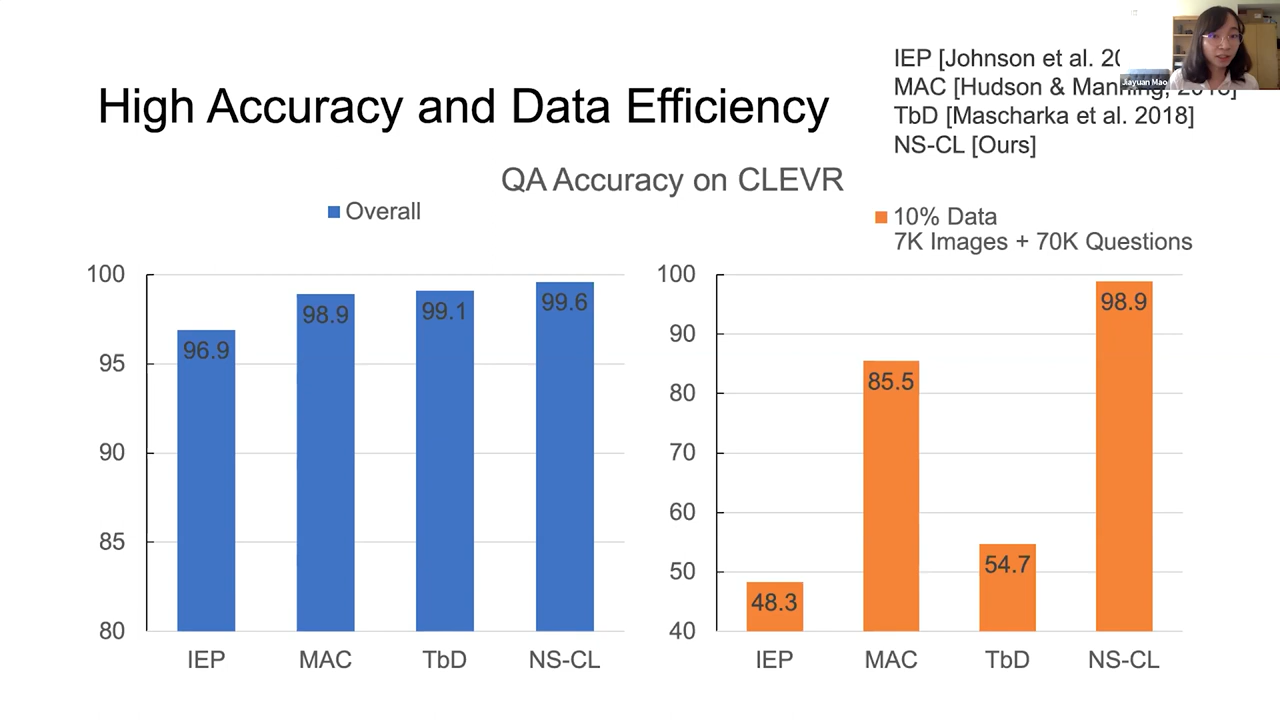 High Accuracy and Data Efficiency
IEP [Johnson et al. 20
MAC [Hudson & Manning,
TbD [Mascharka et al. 2018]
NS-CL [Ours]
Jiayuan Mao
QA Accuracy on CLEVR
Overall
100
95
90
85
80
96.9
98.9
99.1
99.6
IEP MAC TbD NS-CL
10% Data
7K Images + 70K Questions
100
90
80
70
60
50
40
48.3
85.5
54.7
98.9
IEP MAC TbD NS-CL